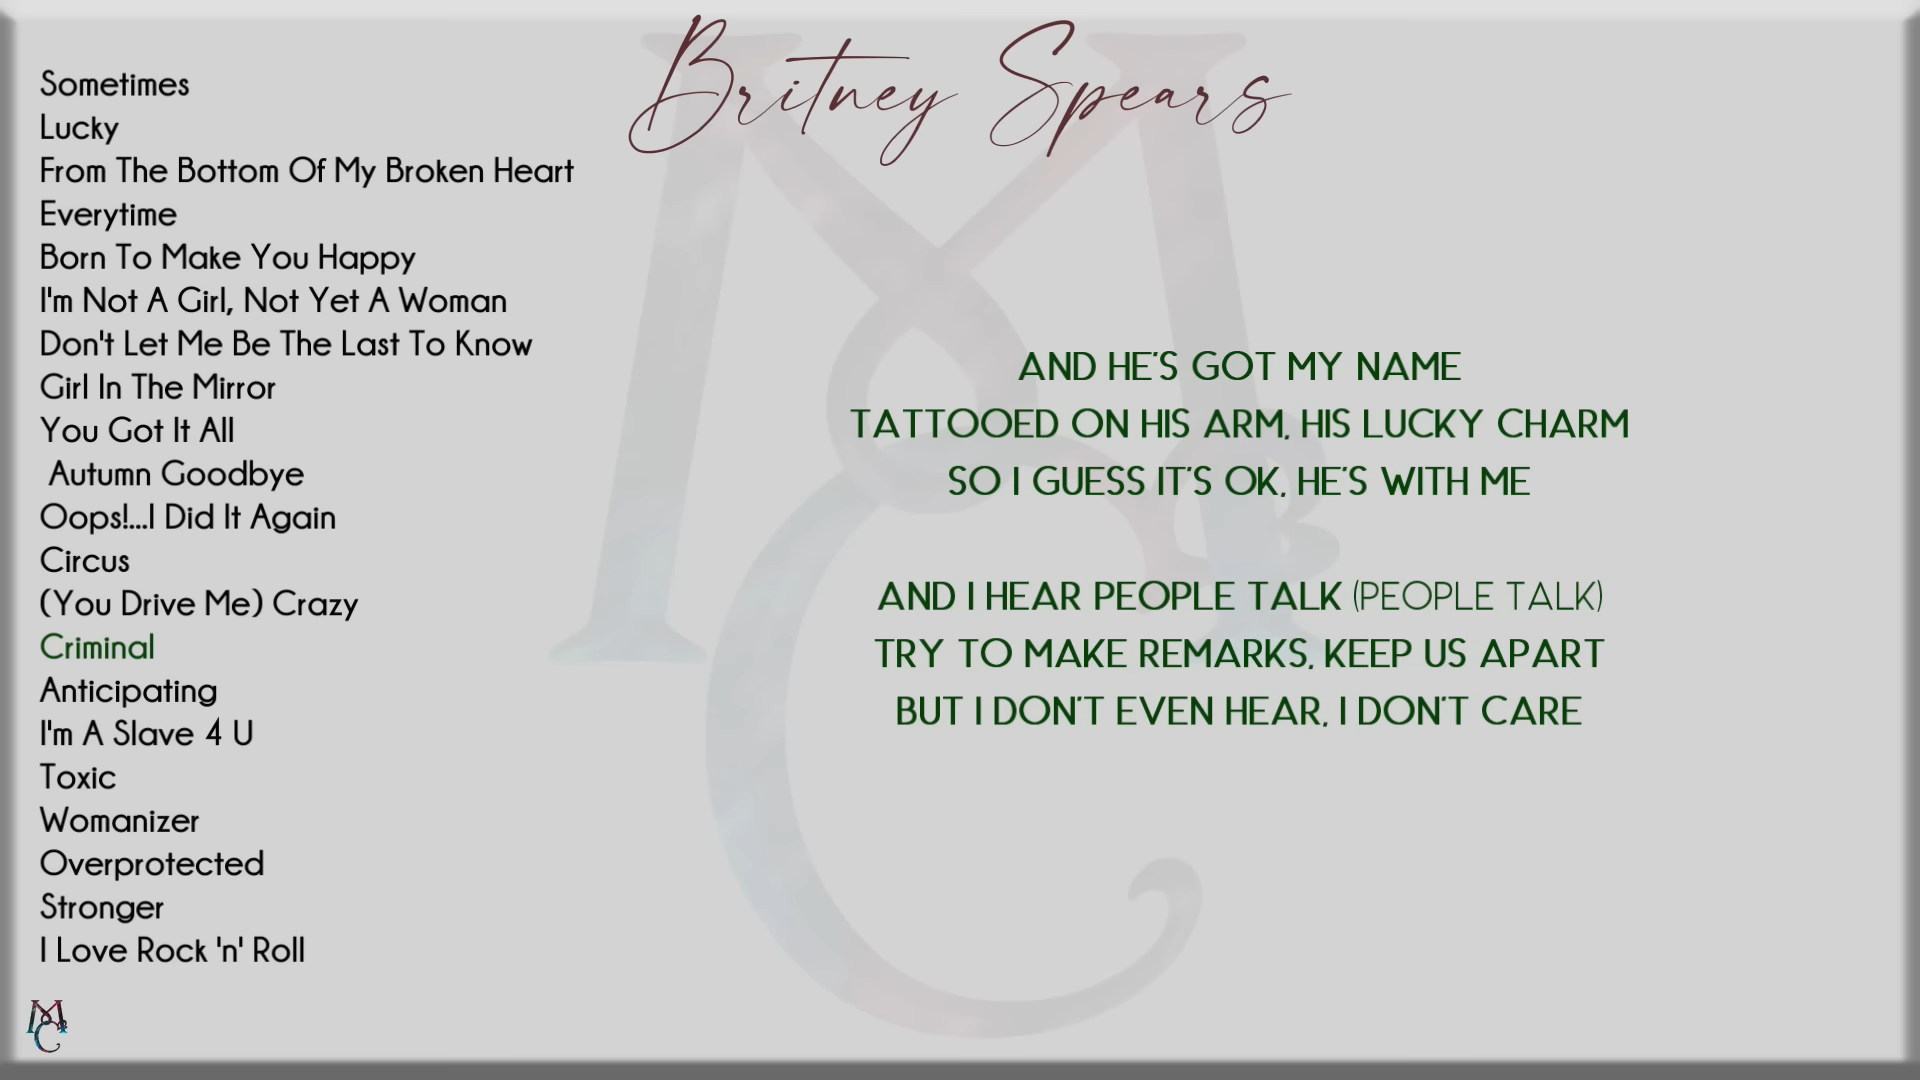 Britney Spears
Sometimes
Lucky
From The Bottom Of My Broken Heart
Everytime
Born To Make You Happy
I'm Not A Girl, Not Yet A Woman
Don't Let Me Be The Last To Know
Girl In The Mirror
You Got It All
Autumn Goodbye
Oops!...I Did It Again
Circus
(You Drive Me) Crazy
Criminal
Anticipating
I'm A Slave 4 U
Toxic
Womanizer
Overprotected
Stronger
I Love Rock 'n' Roll
AND HE'S GOT MY NAME
TATTOOED ON HIS ARM, HIS LUCKY CHARM
SO I GUESS IT'S OK, HE'S WITH ME
AND I HEAR PEOPLE TALK (PEOPLE TALK)
TRY TO MAKE REMARKS, KEEP US APART
BUT I DON'T EVEN HEAR, I DON'T CARE